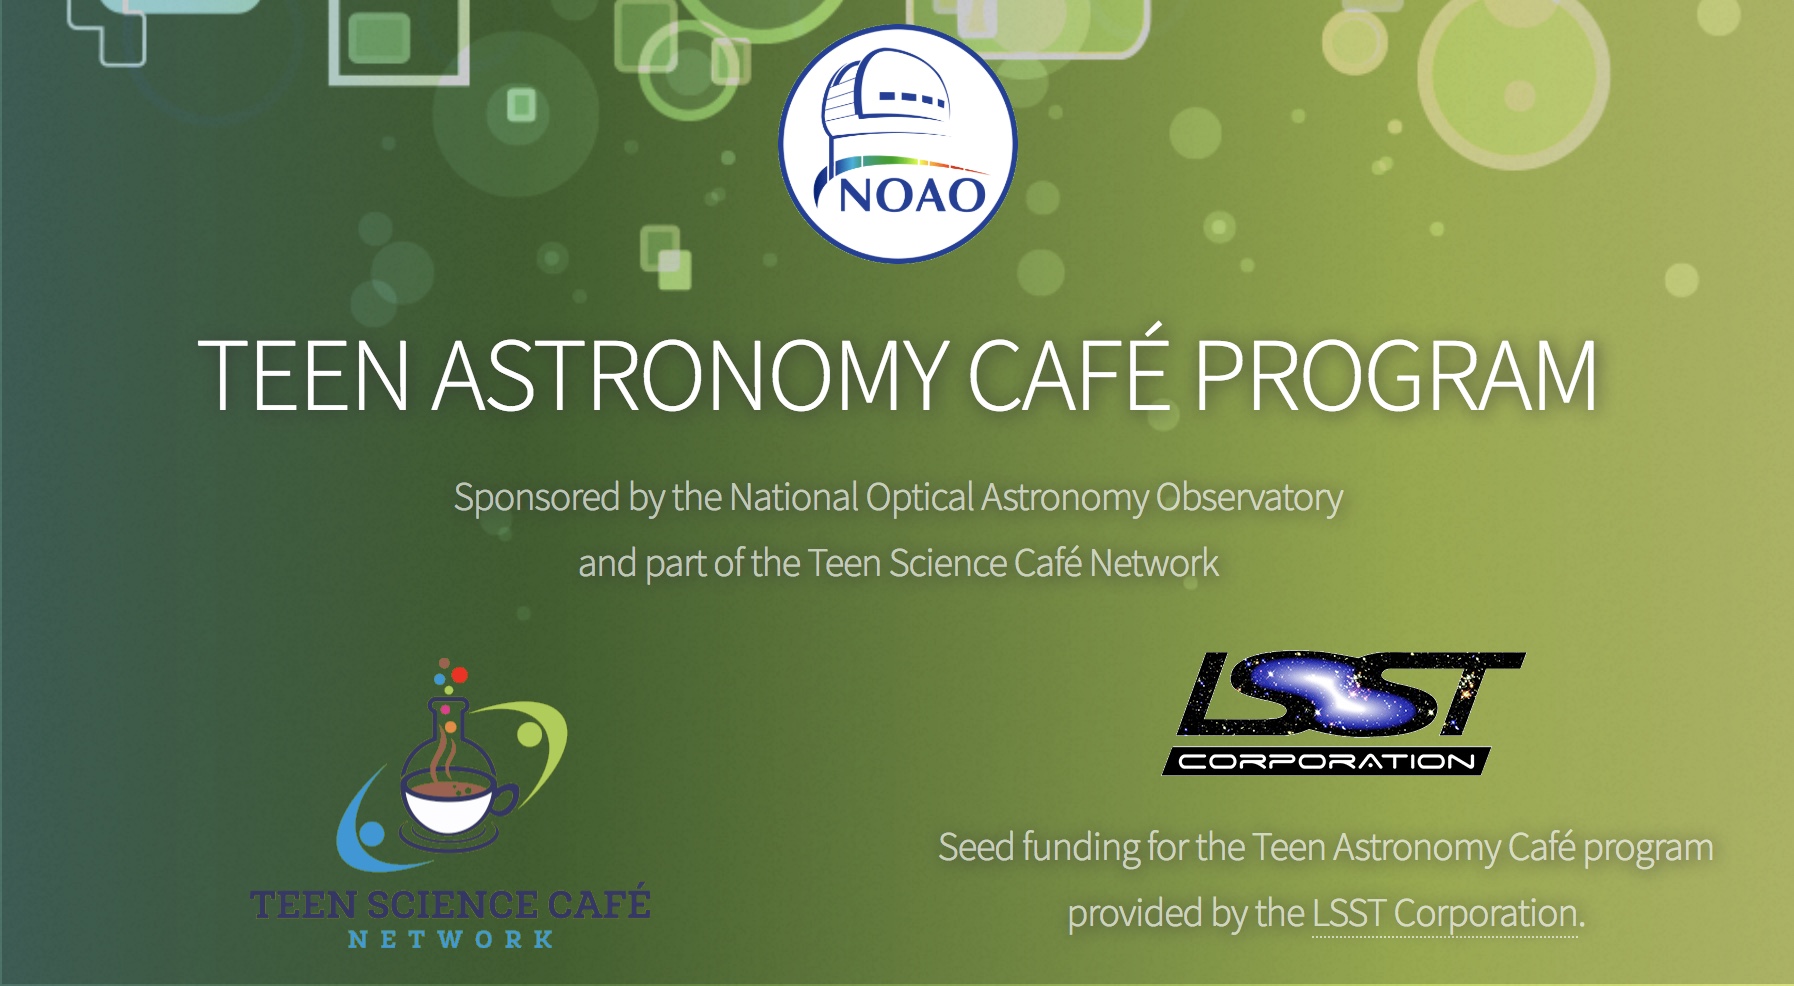 NOAO
TEEN ASTRONOMY CAFÉ PROGRAM
Sponsored by the National Optical Astronomy Observatory
and part of the Teen Science Café Network
TEEN SCIENCE CAFÉ
NETWORK
LSST
CORPORATION
Seed funding for the Teen Astronomy Café program
provided by the LSST Corporation.